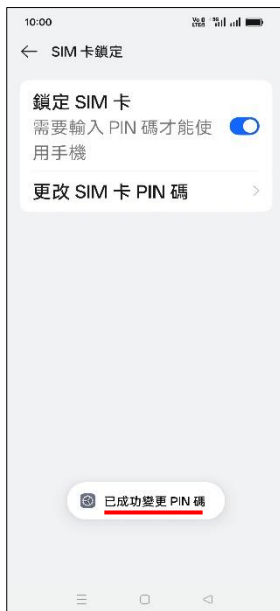 10:00
SIM 卡鎖定
鎖定 SIM 卡
需要輸入 PIN 碼才能使
用手機
更改 SIM 卡 PIN 碼
已成功變更 PIN 碼